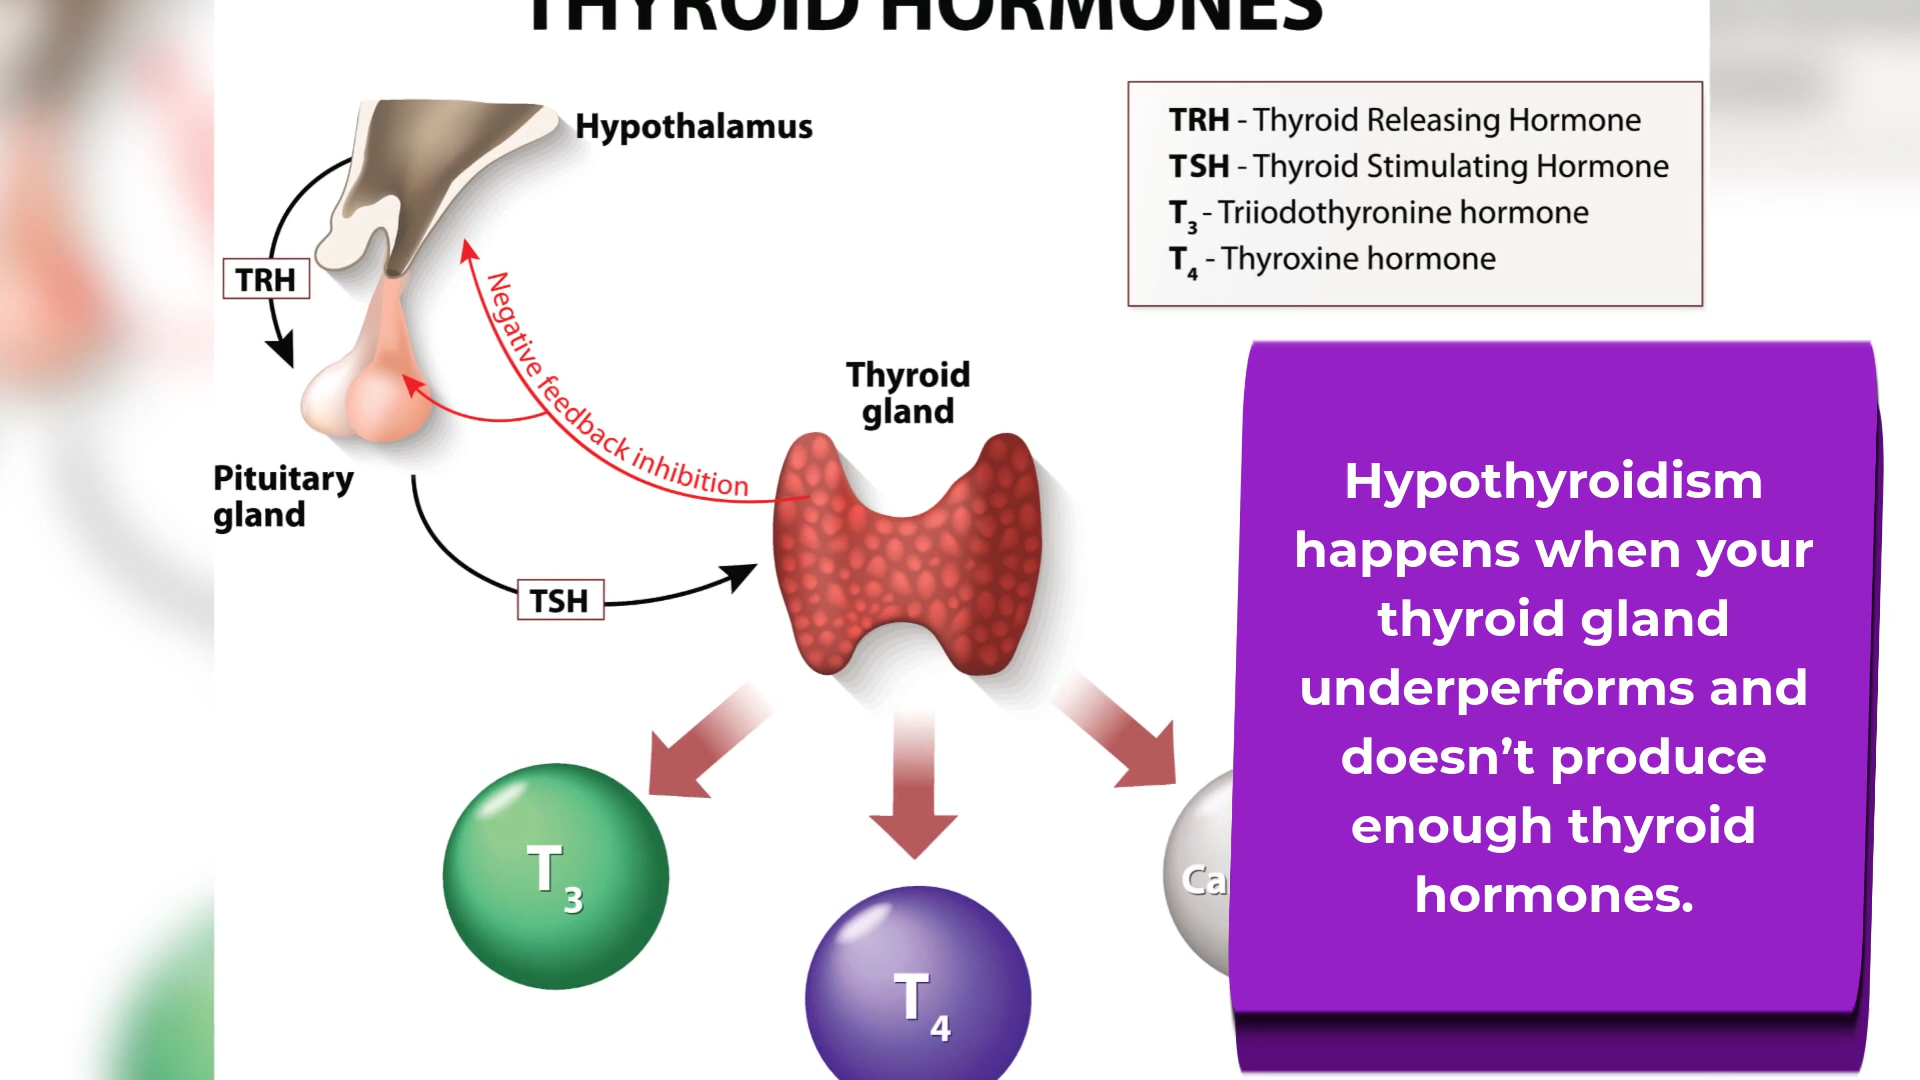 THYROID HORMONES
Hypothalamus
TRH - Thyroid Releasing Hormone
TSH - Thyroid Stimulating Hormone
T3 - Triiodothyronine hormone
T4 - Thyroxine hormone
TRH
Negative feedback inhibition
Thyroid
gland
Pituitary
gland
TSH
T3
T4
Ca
Hypothyroidism
happens when your
thyroid gland
underperforms and
doesn’t produce
enough thyroid
hormones.